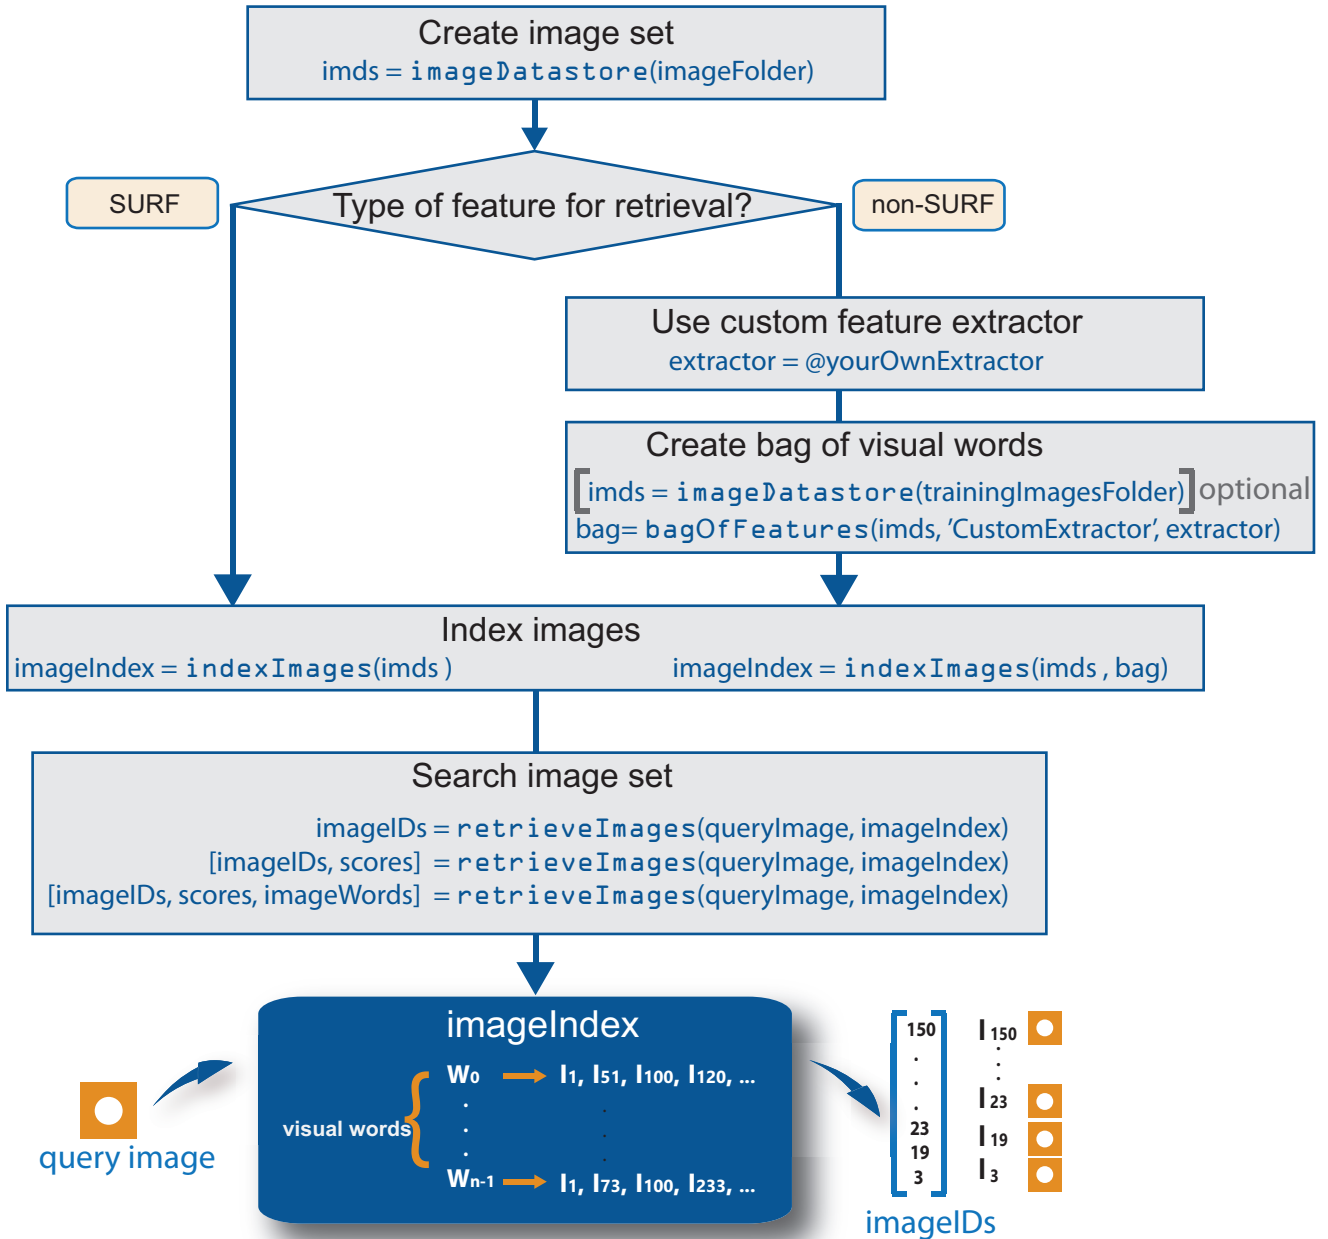 Create image set
imds = imageDatastore(imageFolder)
SURF
Type of feature for retrieval?
non-SURF
Use custom feature extractor
extractor = @yourOwnExtractor
Create bag of visual words
[imds = imageDatastore(trainingImagesFolder)] optional
bag= bagOfFeatures(imds, 'CustomExtractor', extractor)
Index images
imageIndex = indexImages(imds )
imageIndex = indexImages(imds , bag)
Search image set
imageIDs = retrieveImages(queryImage, imageIndex)
[imageIDs, scores] = retrieveImages(queryImage, imageIndex)
[imageIDs, scores, imageWords] = retrieveImages(queryImage, imageIndex)
imageIndex
W0 I1, I51, I100, I120, ...
visual words
Wn-1 I1, I73, I100, I233, ...
query image
150 I150
.
.
.
23 I23
19 I19
3 I3
imageIDs